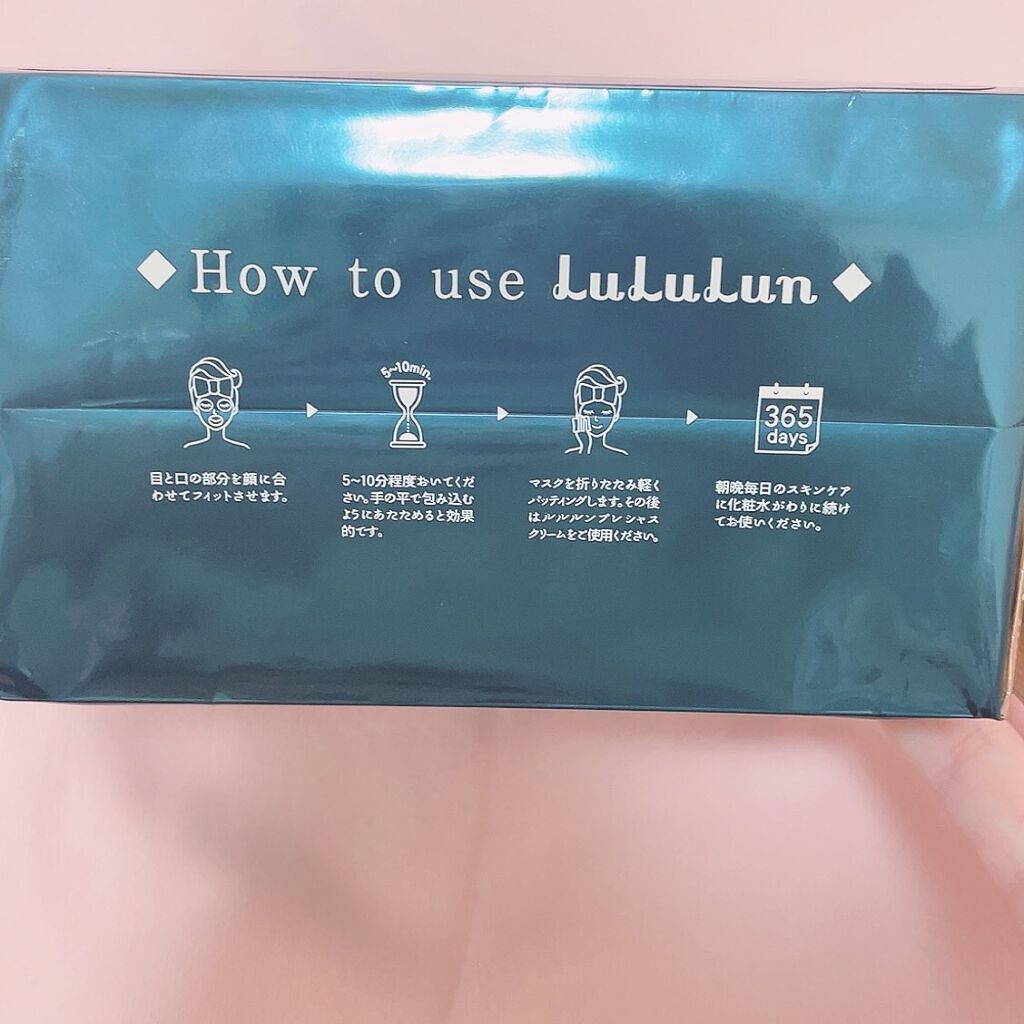 ◆How to use LuLuLun◆
5~10min.
365
days
目と口の部分を顔に合
わせてフィットさせます。
5~10分程度おいてくだ
さい。手の平で包み込む
ようにあたためると効果
的です。
マスクを折りたたみ軽く
パッティングします。その後
はルルルンプレシャス
クリームをご使用ください。
朝晩毎日のスキンケア
に化粧水がわりに続け
てお使いください。